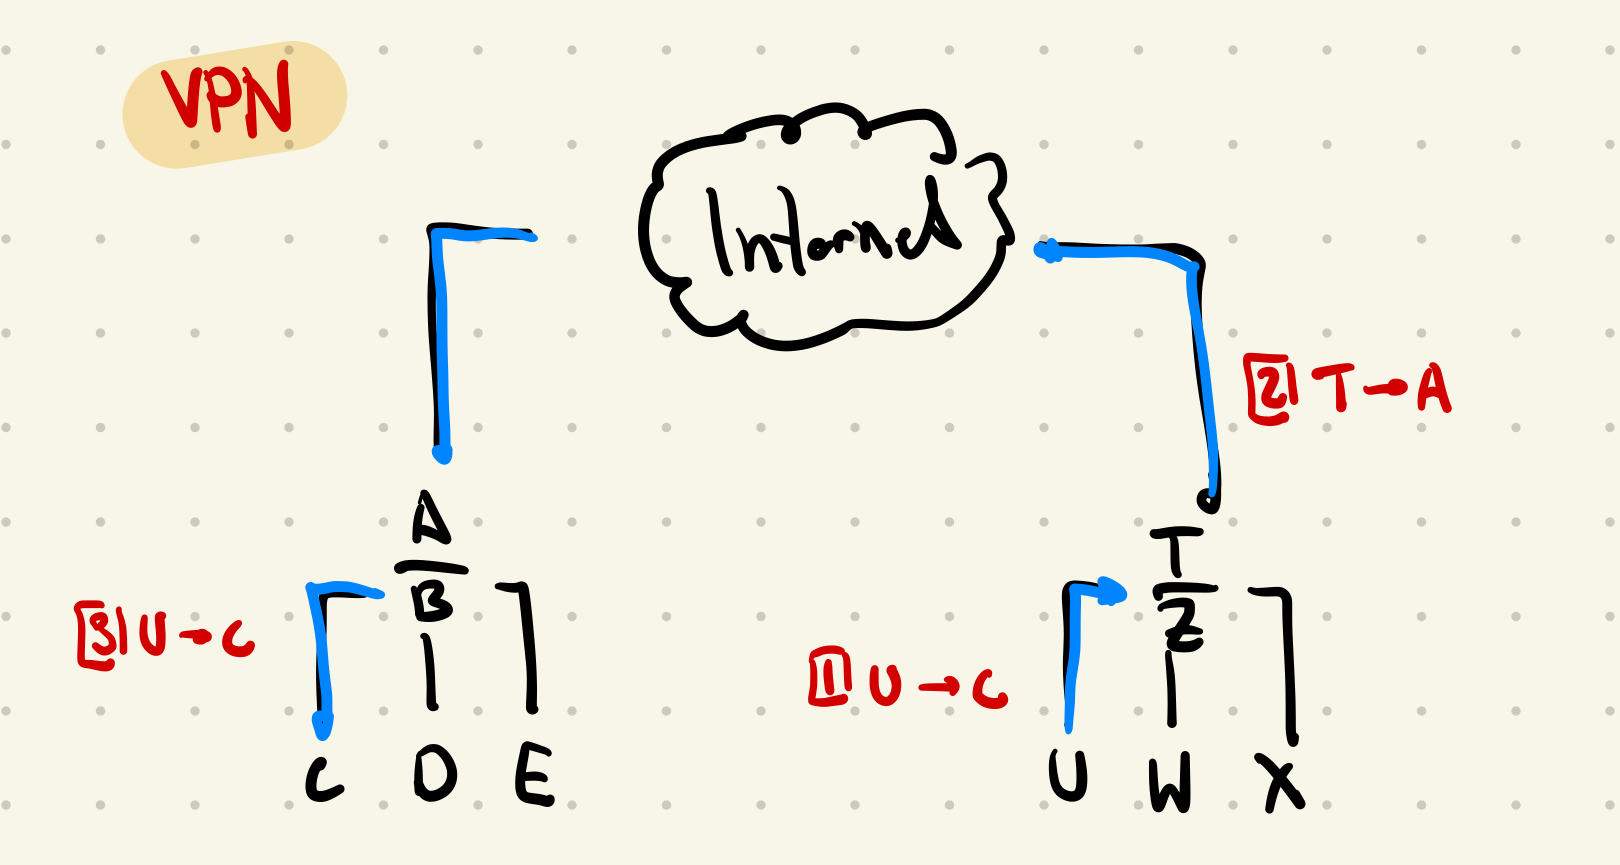 VPN
Internet
[2] T→A
A
B
T
Z
[3] U→C
[1] U→C
C D E
U W X